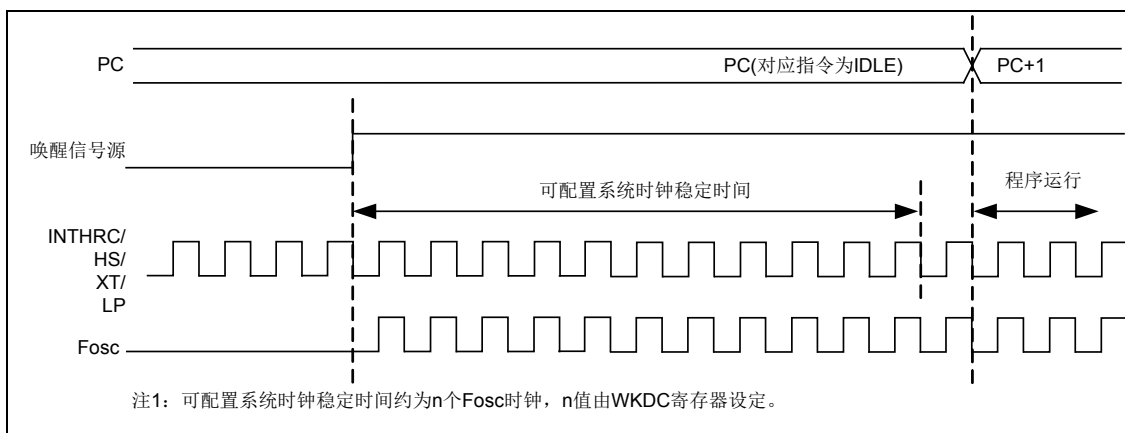 PC
PC(对应指令为IDLE)
PC+1
唤醒信号源
可配置系统时钟稳定时间
程序运行
INTHRC/
HS/
XT/
LP
Fosc
注1：可配置系统时钟稳定时间约为n个Fosc时钟，n值由WKDC寄存器设定。